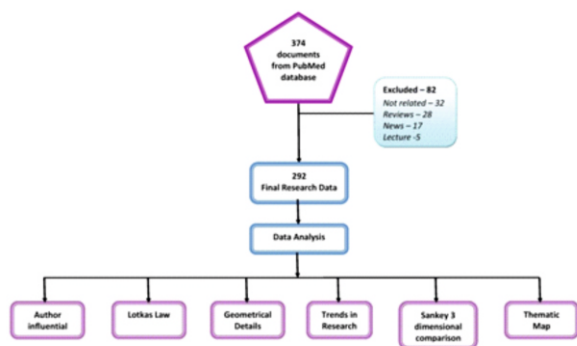 374
documents
from PubMed
database
Excluded – 82
Not related – 32
Reviews – 28
News – 17
Lecture -5
292
Final Research Data
Data Analysis
Author
influential
Lotkas Law
Geometrical
Details
Trends in
Research
Sankey 3
dimensional
comparison
Thematic
Map